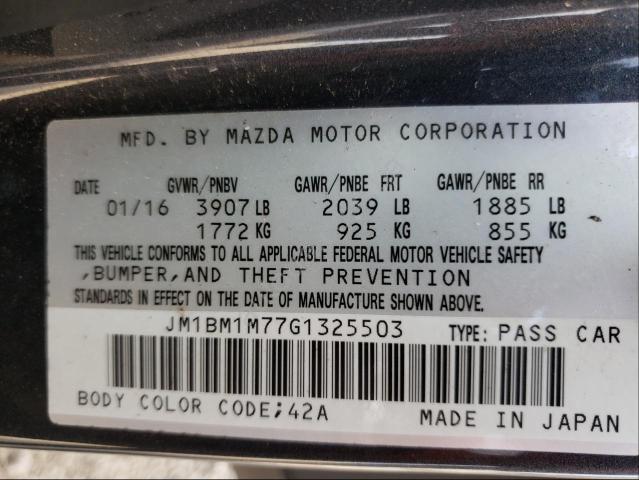 MFD. BY MAZDA MOTOR CORPORATION
DATE GVWR/PNBV GAWR/PNBE FRT GAWR/PNBE RR
01/16 3907 LB 2039 LB 1885 LB
1772 KG 925 KG 855 KG
THIS VEHICLE CONFORMS TO ALL APPLICABLE FEDERAL MOTOR VEHICLE SAFETY
,BUMPER,AND THEFT PREVENTION
STANDARDS IN EFFECT ON THE DATE OF MANUFACTURE SHOWN ABOVE.
JM1BM1M77G1325503 TYPE: PASS CAR
BODY COLOR CODE;42A MADE IN JAPAN